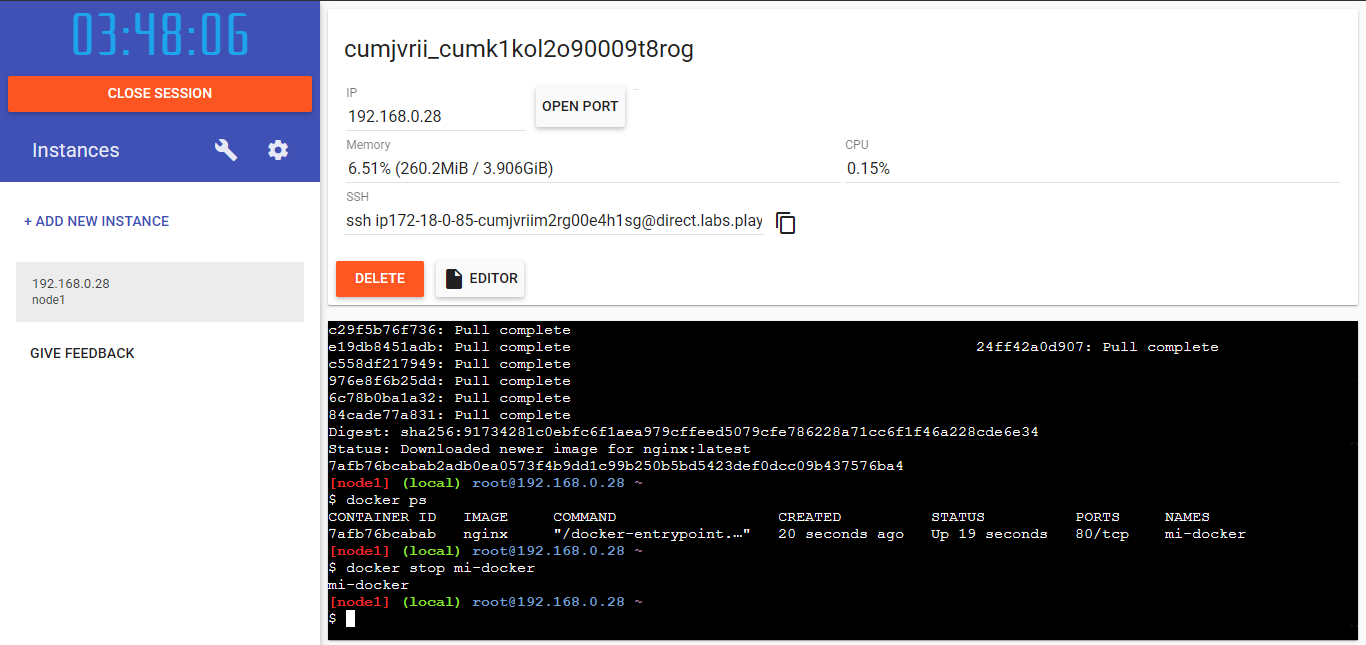 03:48:06
CLOSE SESSION
Instances
+ ADD NEW INSTANCE
192.168.0.28
node1
GIVE FEEDBACK
cumjvrii_cumk1kol2o90009t8rog
IP
192.168.0.28
OPEN PORT
Memory
6.51% (260.2MiB / 3.906GiB)
CPU
0.15%
SSH
ssh ip172-18-0-85-cumjvriim2rg00e4h1sg@direct.labs.play
DELETE
EDITOR
c29f5b76f736: Pull complete
e19db8451adb: Pull complete 24ff42a0d907: Pull complete
c558df217949: Pull complete
976e8f6b25dd: Pull complete
6c78b0ba1a32: Pull complete
84cade77a831: Pull complete
Digest: sha256:91734281c0ebfc6f1aea979cffeed5079cfe786228a71cc6f1f46a228cde6e34
Status: Downloaded newer image for nginx:latest
7afb76bcabab2adb0ea0573f4b9dd1c99b250b5bd5423def0dcc09b437576ba4
[node1] (local) root@192.168.0.28 ~
$ docker ps
CONTAINER ID IMAGE COMMAND CREATED STATUS PORTS NAMES
7afb76bcabab nginx "/docker-entrypoint.…" 20 seconds ago Up 19 seconds 80/tcp mi-docker
[node1] (local) root@192.168.0.28 ~
$ docker stop mi-docker
mi-docker
[node1] (local) root@192.168.0.28 ~
$